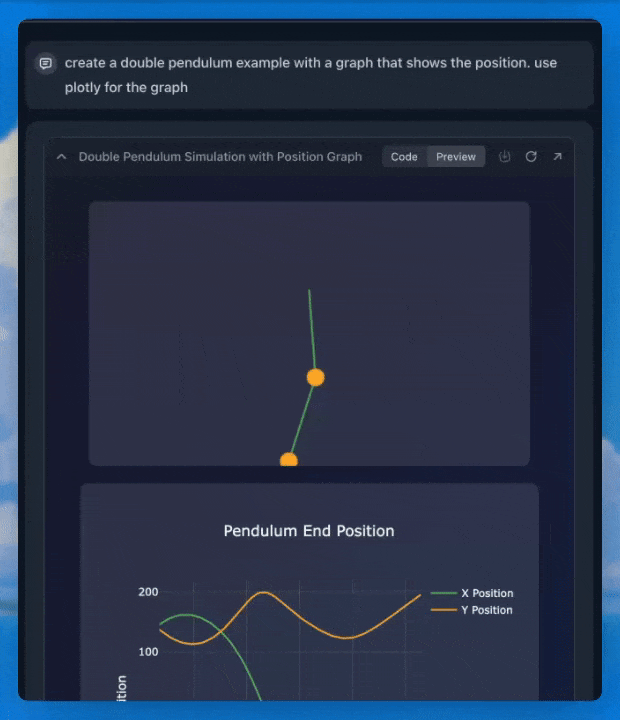 create a double pendulum example with a graph that shows the position. use
plotly for the graph
Double Pendulum Simulation with Position Graph
Code
Preview
Pendulum End Position
200
X Position
Y Position
100